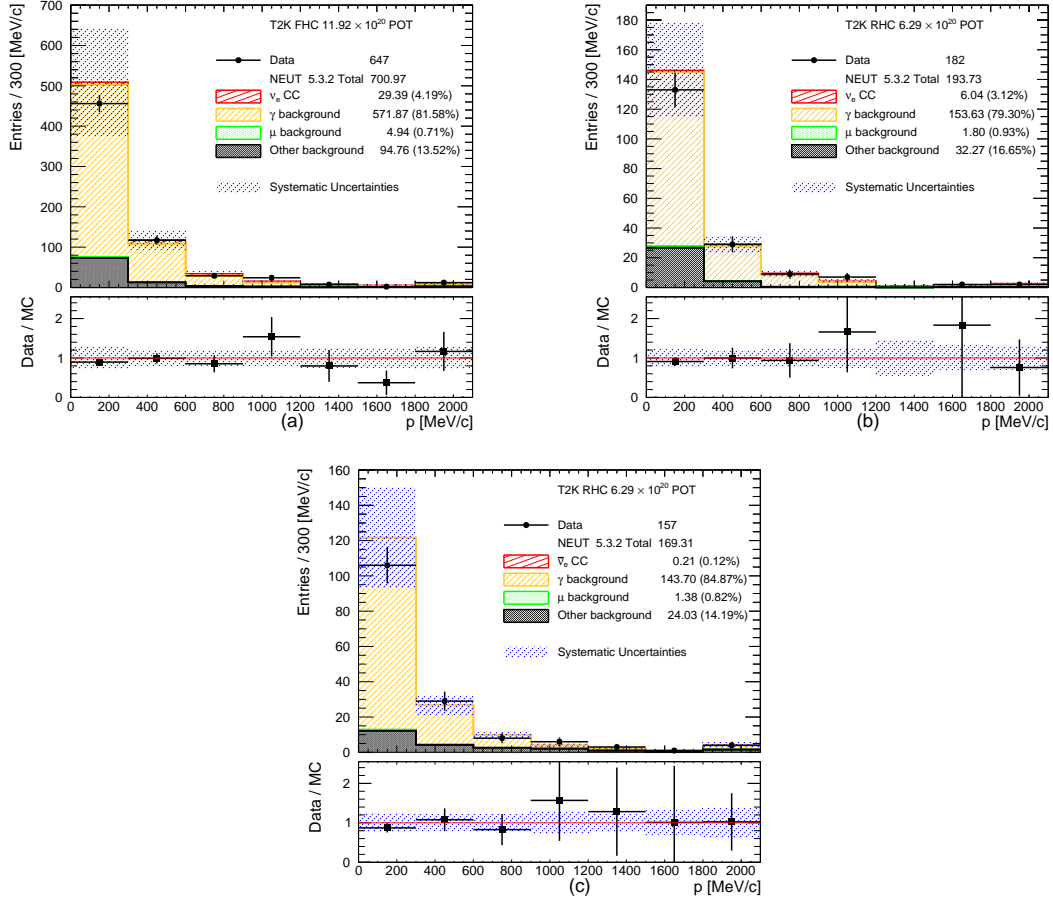 T2K FHC 11.92 × 10²⁰ POT
Data 647
NEUT 5.3.2 Total 700.97
νₑ CC 29.39 (4.19%)
γ background 571.87 (81.58%)
μ background 4.94 (0.71%)
Other background 94.76 (13.52%)
Systematic Uncertainties
Entries / 300 [MeV/c]
700
600
500
400
300
200
100
0
Data / MC
2
1
0
0 200 400 600 800 1000 1200 1400 1600 1800 2000
p [MeV/c]
(a)
T2K RHC 6.29 × 10²⁰ POT
Data 182
NEUT 5.3.2 Total 193.73
νₑ CC 6.04 (3.12%)
γ background 153.63 (79.30%)
μ background 1.80 (0.93%)
Other background 32.27 (16.65%)
Systematic Uncertainties
Entries / 300 [MeV/c]
180
160
140
120
100
80
60
40
20
0
Data / MC
2
1
0
0 200 400 600 800 1000 1200 1400 1600 1800 2000
p [MeV/c]
(b)
T2K RHC 6.29 × 10²⁰ POT
Data 157
NEUT 5.3.2 Total 169.31
ν̅ₑ CC 0.21 (0.12%)
γ background 143.70 (84.87%)
μ background 1.38 (0.82%)
Other background 24.03 (14.19%)
Systematic Uncertainties
Entries / 300 [MeV/c]
160
140
120
100
80
60
40
20
0
Data / MC
2
1
0
0 200 400 600 800 1000 1200 1400 1600 1800 2000
p [MeV/c]
(c)